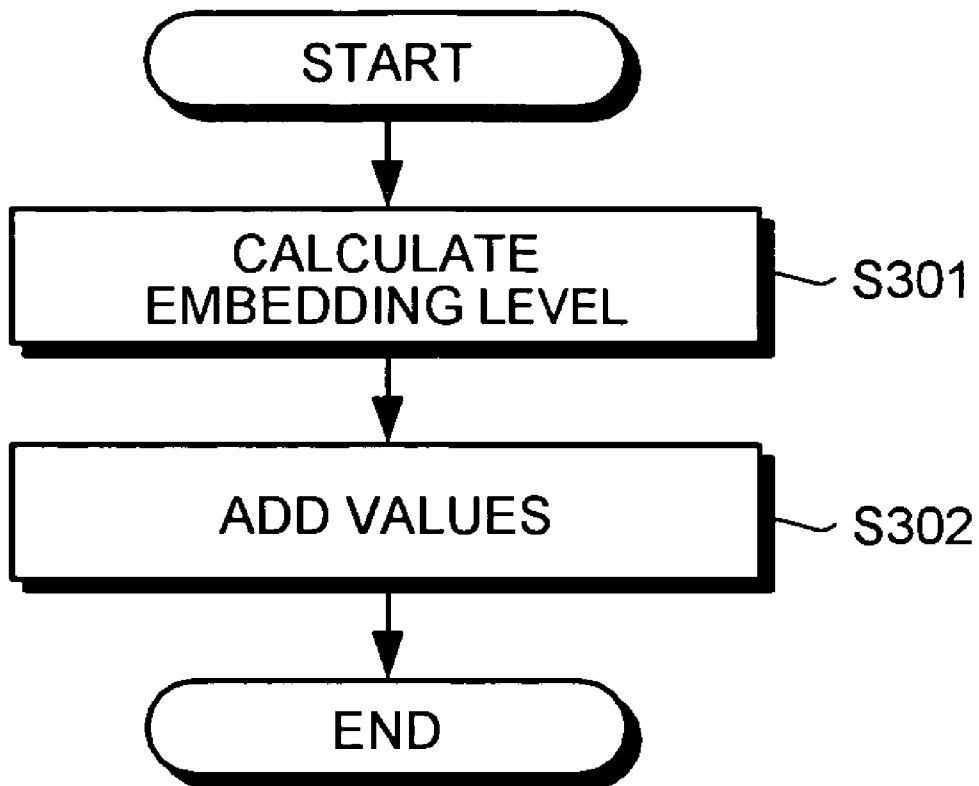 START
CALCULATE
EMBEDDING LEVEL
S301
ADD VALUES
S302
END